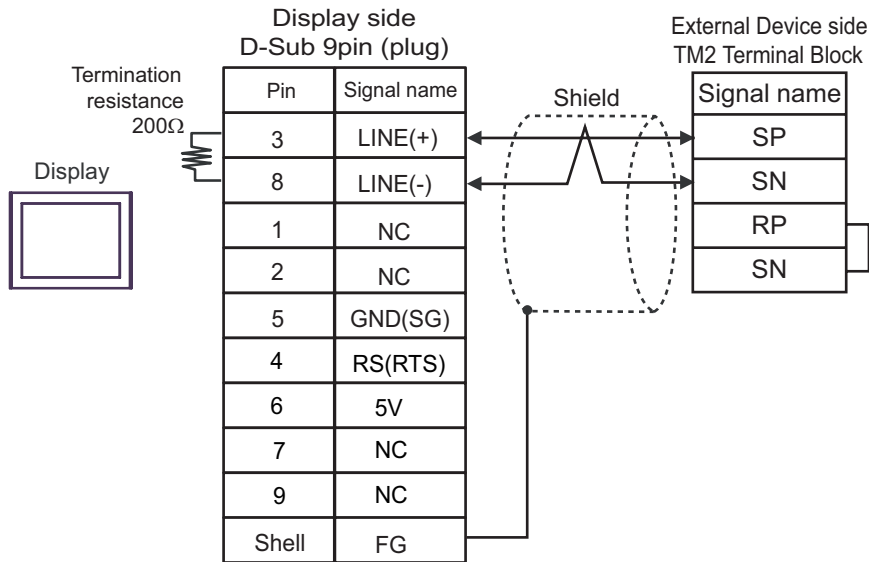 Display side
D-Sub 9pin (plug)
External Device side
TM2 Terminal Block
Termination
resistance
200Ω
Display
Pin Signal name
3 LINE(+)
8 LINE(-)
1 NC
2 NC
5 GND(SG)
4 RS(RTS)
6 5V
7 NC
9 NC
Shell FG
Shield
Signal name
SP
SN
RP
SN